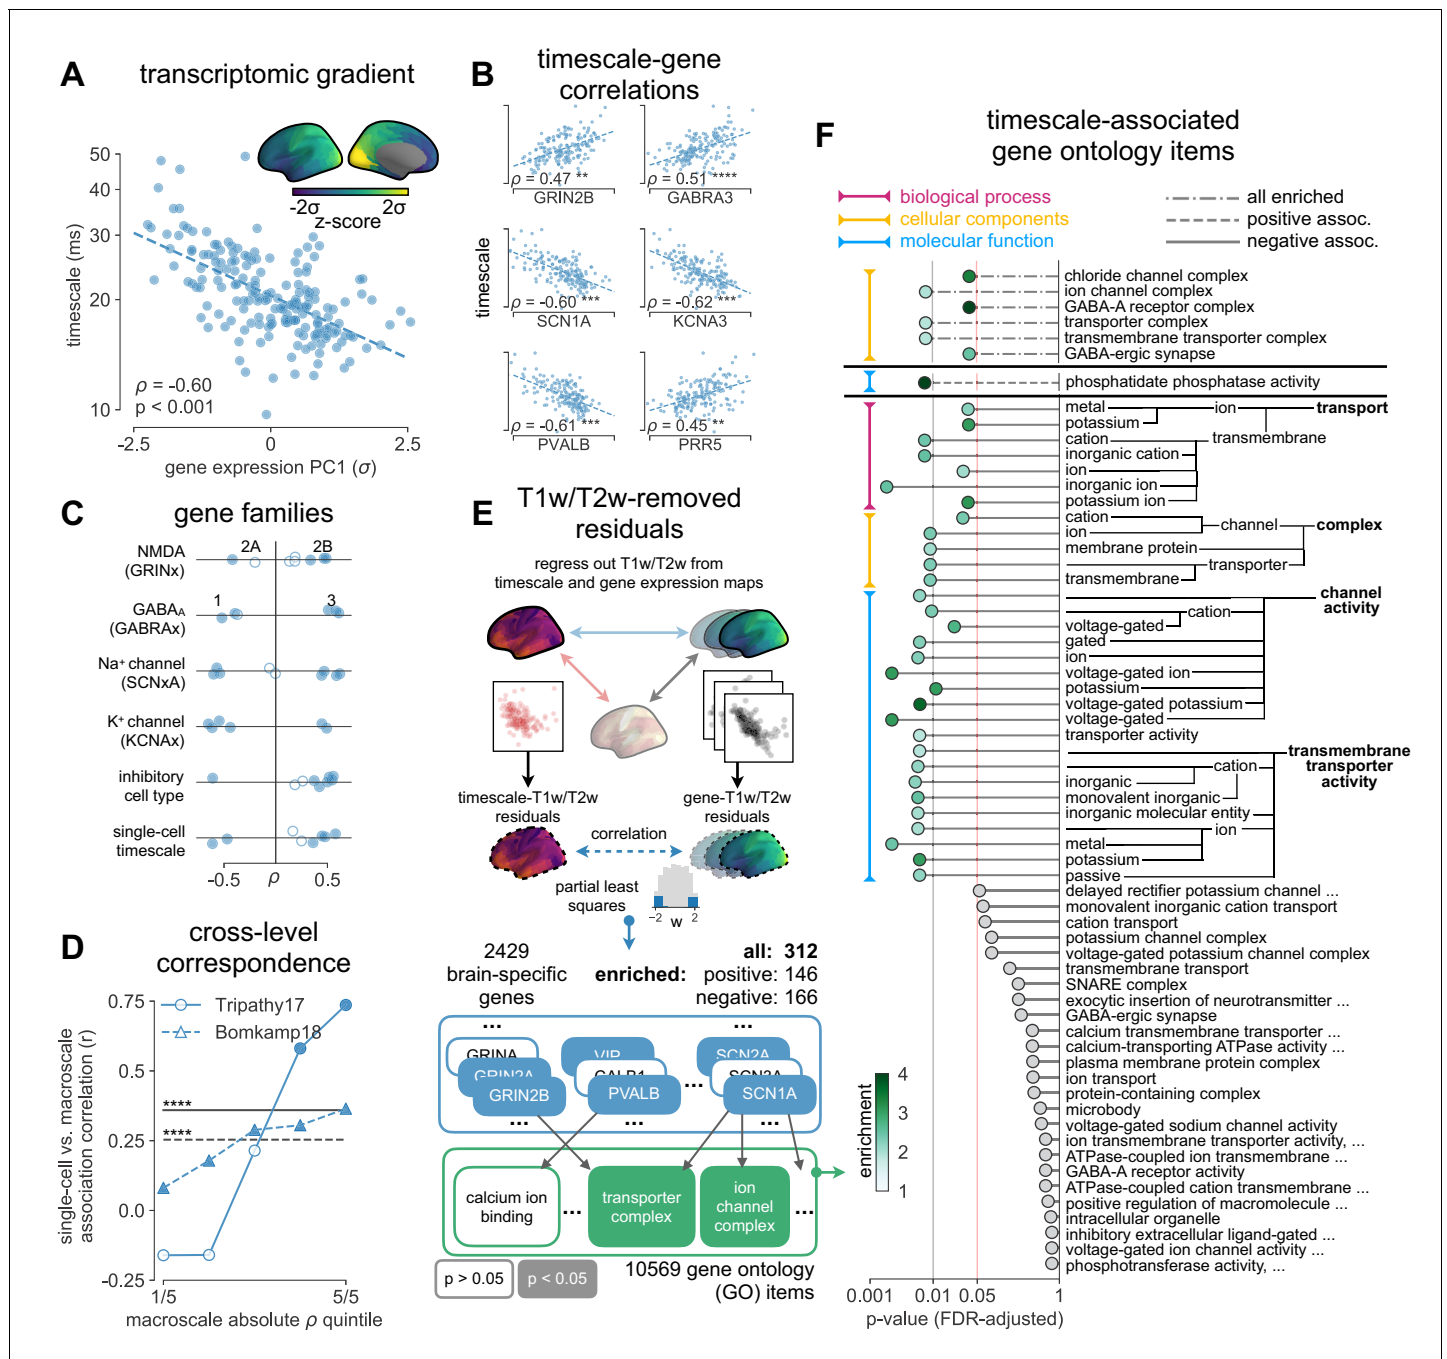 A
transcriptomic gradient
50
40
30
20
10
timescale (ms)
-2σ
2σ
z-score
ρ = -0.60
p < 0.001
-2.5
0
2.5
gene expression PC1 (σ)
B
timescale-gene
correlations
timescale
ρ = 0.47 **
GRIN2B
ρ = 0.51 ****
GABRA3
ρ = -0.60 ***
SCN1A
ρ = -0.62 ***
KCNA3
ρ = -0.61 ***
PVALB
ρ = 0.45 **
PRR5
C
gene families
NMDA
(GRINx)
2A
2B
GABAA
(GABRAx)
1
3
Na+ channel
(SCNxA)
K+ channel
(KCNAx)
inhibitory
cell type
single-cell
timescale
-0.5
ρ
0.5
D
cross-level
correspondence
0.75
0.5
0.25
0.0
-0.25
single-cell vs. macroscale
association correlation (r)
Tripathy17
Bomkamp18
****
****
1/5
5/5
macroscale absolute ρ quintile
E
T1w/T2w-removed
residuals
regress out T1w/T2w from
timescale and gene expression maps
timescale-T1w/T2w
residuals
gene-T1w/T2w
residuals
correlation
partial least
squares
−2
2
w
2429
brain-specific
genes
all: 312
enriched: positive: 146
negative: 166
...
...
GRINA
GRIN2A
GRIN2B
VIP
CALB1
PVALB
...
SCN2A
SCN3A
SCN1A
...
...
calcium ion
binding
...
transporter
complex
ion
channel
complex
...
p > 0.05
p < 0.05
10569 gene ontology
(GO) items
enrichment
4
3
2
1
F
timescale-associated
gene ontology items
biological process
cellular components
molecular function
all enriched
positive assoc.
negative assoc.
chloride channel complex
ion channel complex
GABA-A receptor complex
transporter complex
transmembrane transporter complex
GABA-ergic synapse
phosphatidate phosphatase activity
metal
ion
transport
potassium
cation
transmembrane
inorganic cation
ion
inorganic ion
potassium ion
cation
channel
complex
ion
membrane protein
transporter
transmembrane
channel
activity
cation
voltage-gated
gated
ion
voltage-gated ion
potassium
voltage-gated potassium
voltage-gated
transporter activity
transmembrane
transporter
activity
cation
inorganic
monovalent inorganic
inorganic molecular entity
ion
metal
potassium
passive
delayed rectifier potassium channel ...
monovalent inorganic cation transport
cation transport
potassium channel complex
voltage-gated potassium channel complex
transmembrane transport
SNARE complex
exocytic insertion of neurotransmitter ...
GABA-ergic synapse
calcium transmembrane transporter ...
calcium-transporting ATPase activity ...
plasma membrane protein complex
ion transport
protein-containing complex
microbody
voltage-gated sodium channel activity
ion transmembrane transporter activity, ...
ATPase-coupled ion transmembrane ...
GABA-A receptor activity
ATPase-coupled cation transmembrane ...
positive regulation of macromolecule ...
intracellular organelle
inhibitory extracellular ligand-gated ...
voltage-gated ion channel activity ...
phosphotransferase activity, ...
0.001
0.01
0.05
1
p-value (FDR-adjusted)